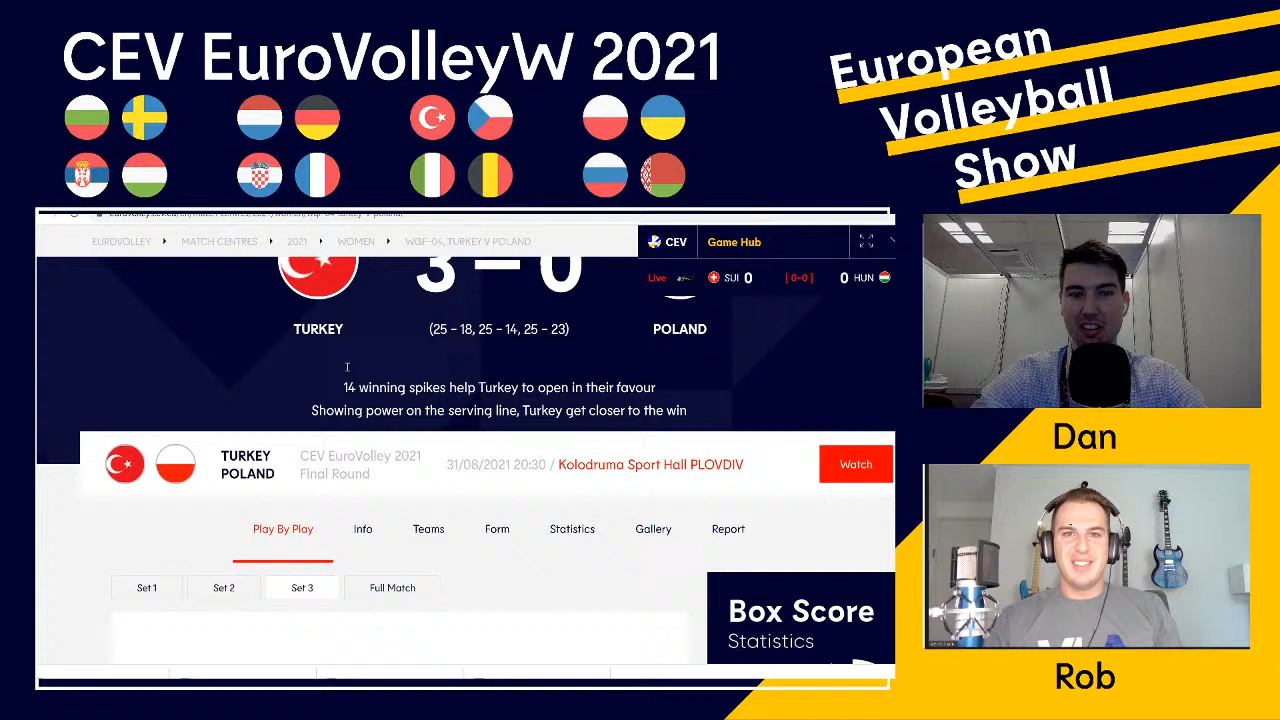 CEV EuroVolleyW 2021
European
Volleyball
Show
EUROVOLLEY
MATCH CENTRES
2021
WOMEN
WGF-04, TURKEY V POLAND
CEV
Game Hub
Live
SUI 0
[ 0-0 ]
0 HUN
3 – 0
TURKEY
(25 – 18, 25 – 14, 25 – 23)
POLAND
14 winning spikes help Turkey to open in their favour
Showing power on the serving line, Turkey get closer to the win
TURKEY
POLAND
CEV EuroVolley 2021
Final Round
31/08/2021 20:30 / Kolodruma Sport Hall PLOVDIV
Watch
Play By Play
Info
Teams
Form
Statistics
Gallery
Report
Set 1
Set 2
Set 3
Full Match
Box Score
Statistics
Dan
Rob